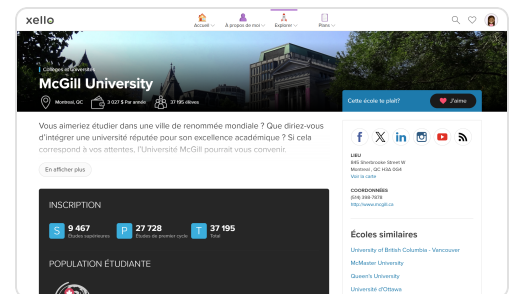 xello
Accueil
À propos de moi
Explorer
Plans
Collèges et universités
McGill University
Montreal, QC
3 027 $ Par année
37 195 élèves
Cette école te plaît?
J'aime
Vous aimeriez étudier dans une ville de renommée mondiale ? Que diriez-vous
d'intégrer une université réputée pour son excellence académique ? Si cela
correspond à vos attentes, l'Université McGill pourrait vous convenir.
En afficher plus
INSCRIPTION
S
9 467
Études supérieures
P
27 728
Études de premier cycle
T
37 195
Total
POPULATION ÉTUDIANTE
LIEU
845 Sherbrooke Street W
Montreal, QC H3A 0G4
Voir la carte
COORDONNÉES
(514) 398-7878
http://www.mcgill.ca
Écoles similaires
University of British Columbia - Vancouver
McMaster University
Queen's University
Université d'Ottawa